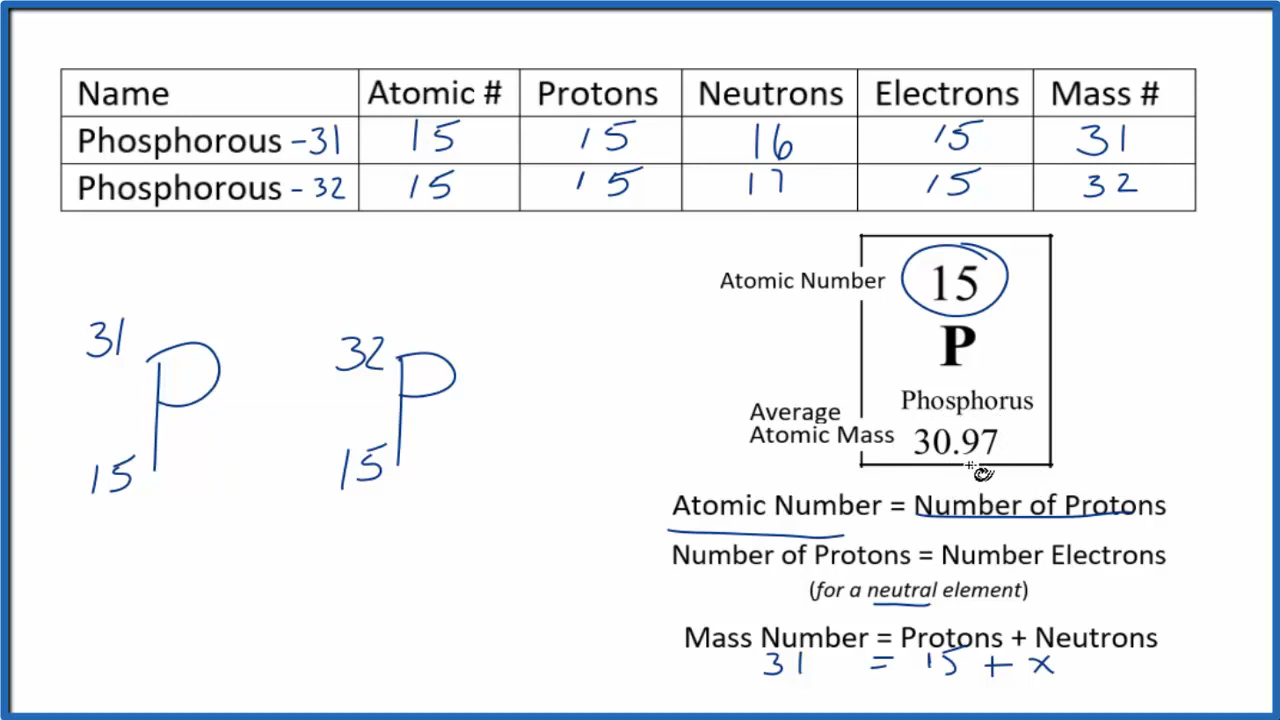 Name Atomic # Protons Neutrons Electrons Mass #
Phosphorous -31 15 15 16 15 31
Phosphorous - 32 15 15 17 15 32
Atomic Number 15
P
Phosphorus
Average
Atomic Mass 30.97
31 P 15
32 P 15
Atomic Number = Number of Protons
Number of Protons = Number Electrons
(for a neutral element)
Mass Number = Protons + Neutrons
31 = 15 + x